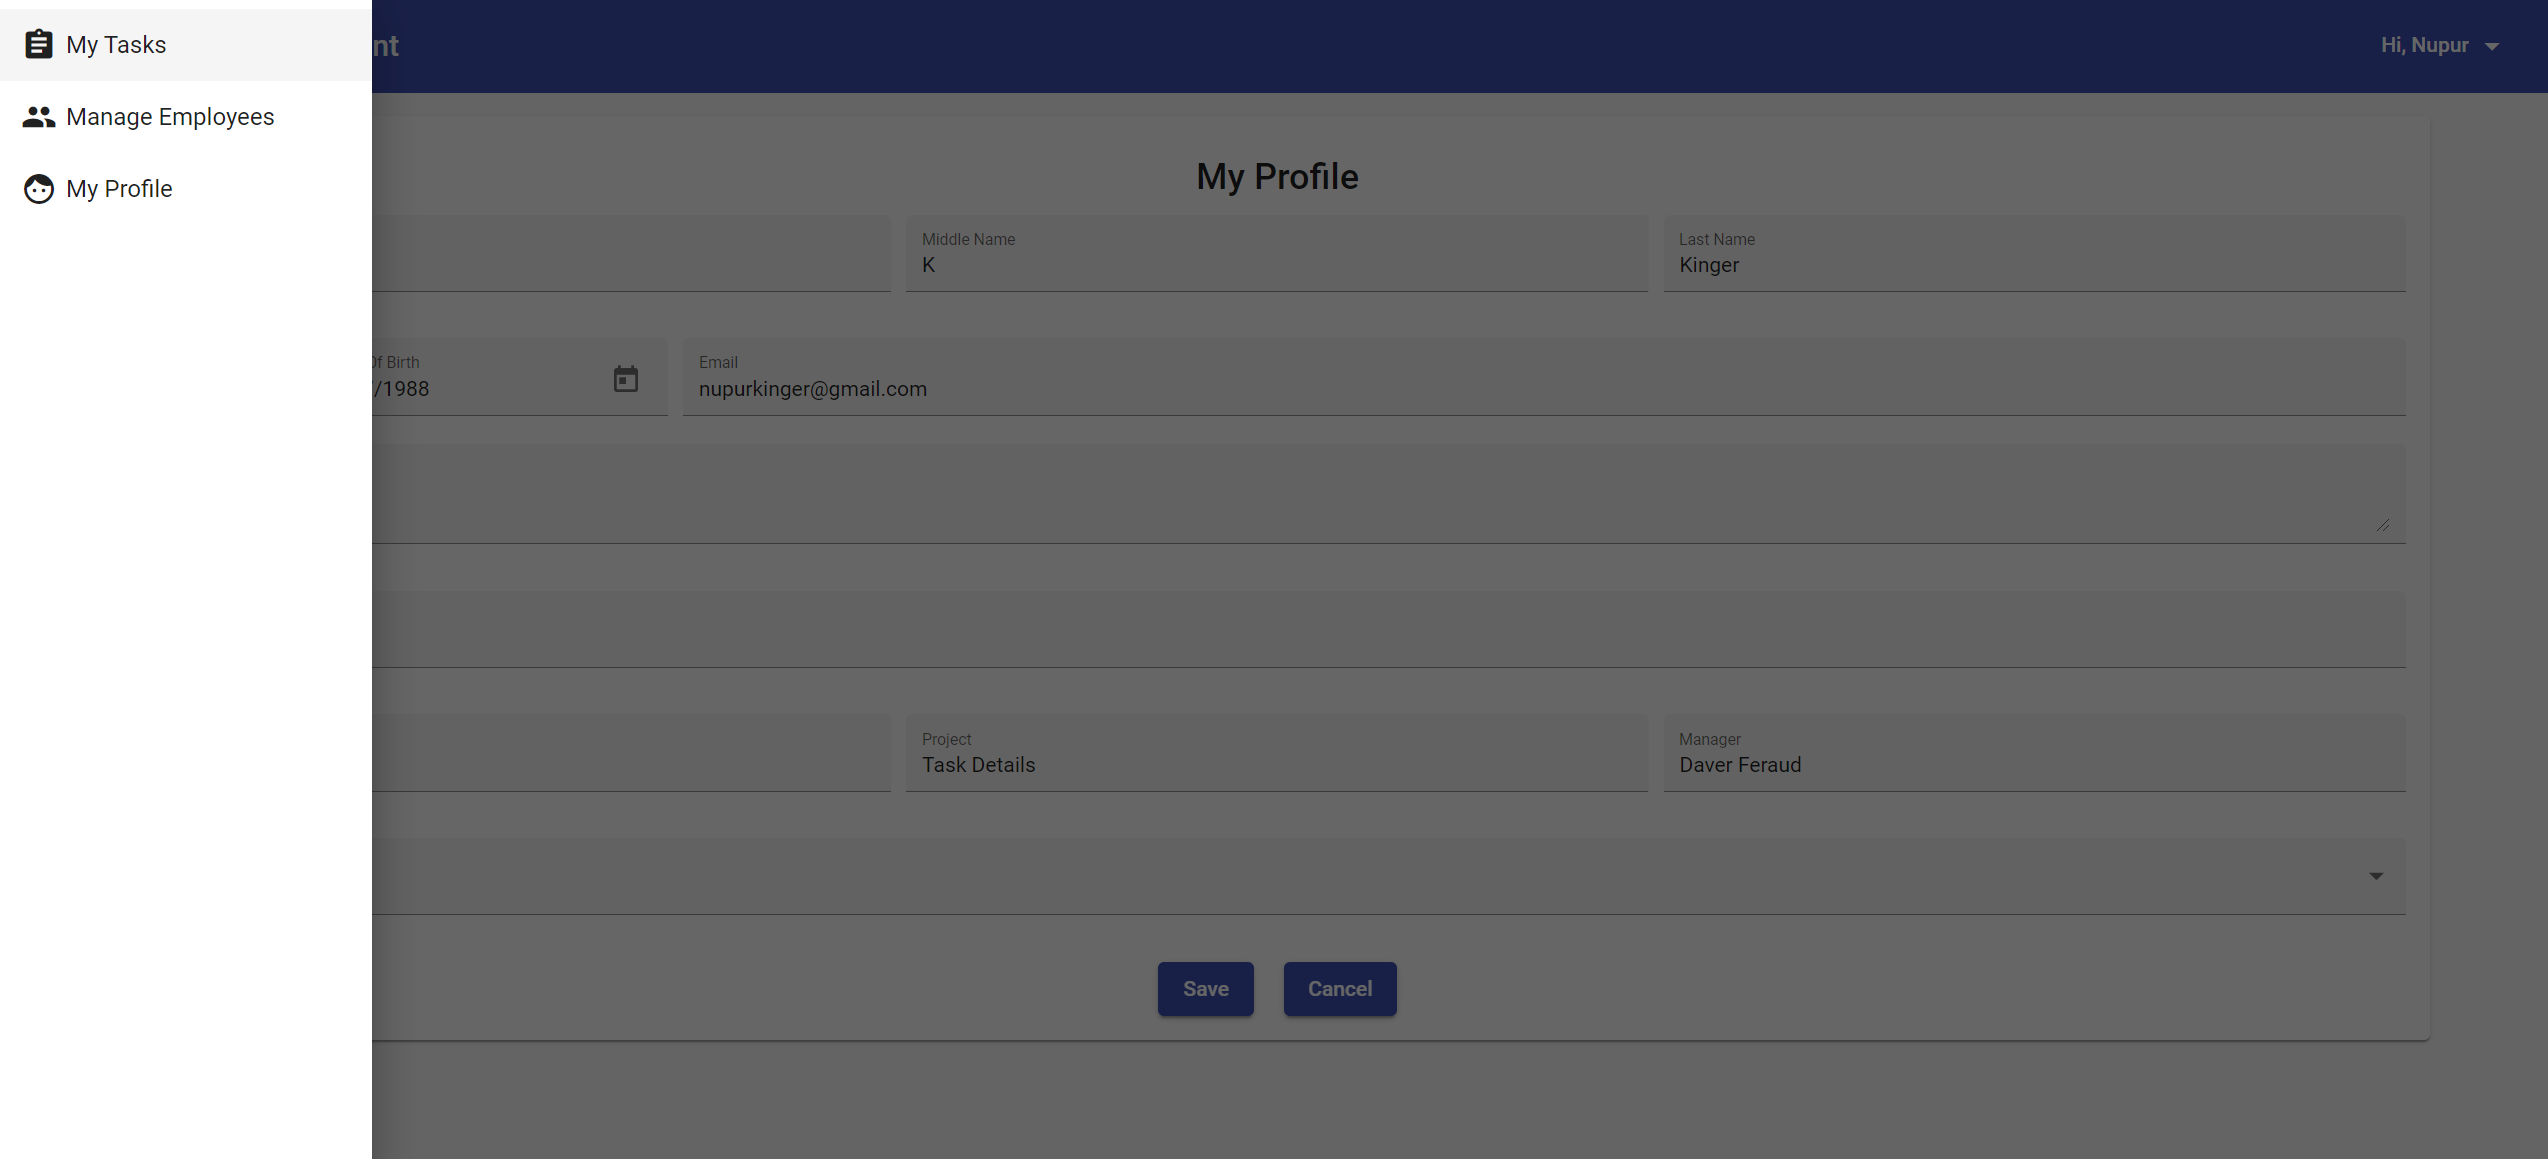 My Tasks
Manage Employees
My Profile
nt
Hi, Nupur
My Profile
Middle Name
K
Last Name
Kinger
Of Birth
/1988
Email
nupurkinger@gmail.com
Project
Task Details
Manager
Daver Feraud
Save
Cancel